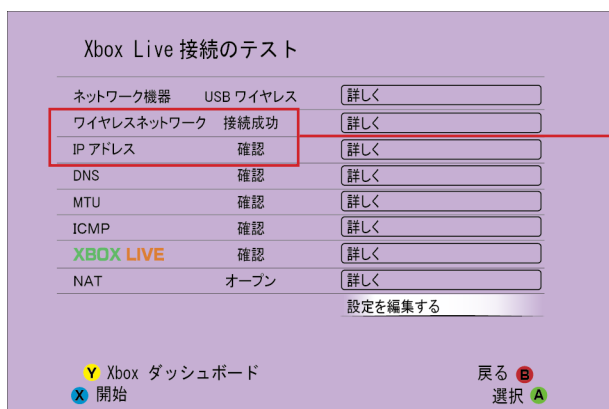 Xbox Live 接続のテスト
ネットワーク機器 USB ワイヤレス 詳しく
ワイヤレスネットワーク 接続成功 詳しく
IP アドレス 確認 詳しく
DNS 確認 詳しく
MTU 確認 詳しく
ICMP 確認 詳しく
XBOX LIVE 確認 詳しく
NAT オープン 詳しく
設定を編集する
Y Xbox ダッシュボード 戻る B
X 開始 選択 A